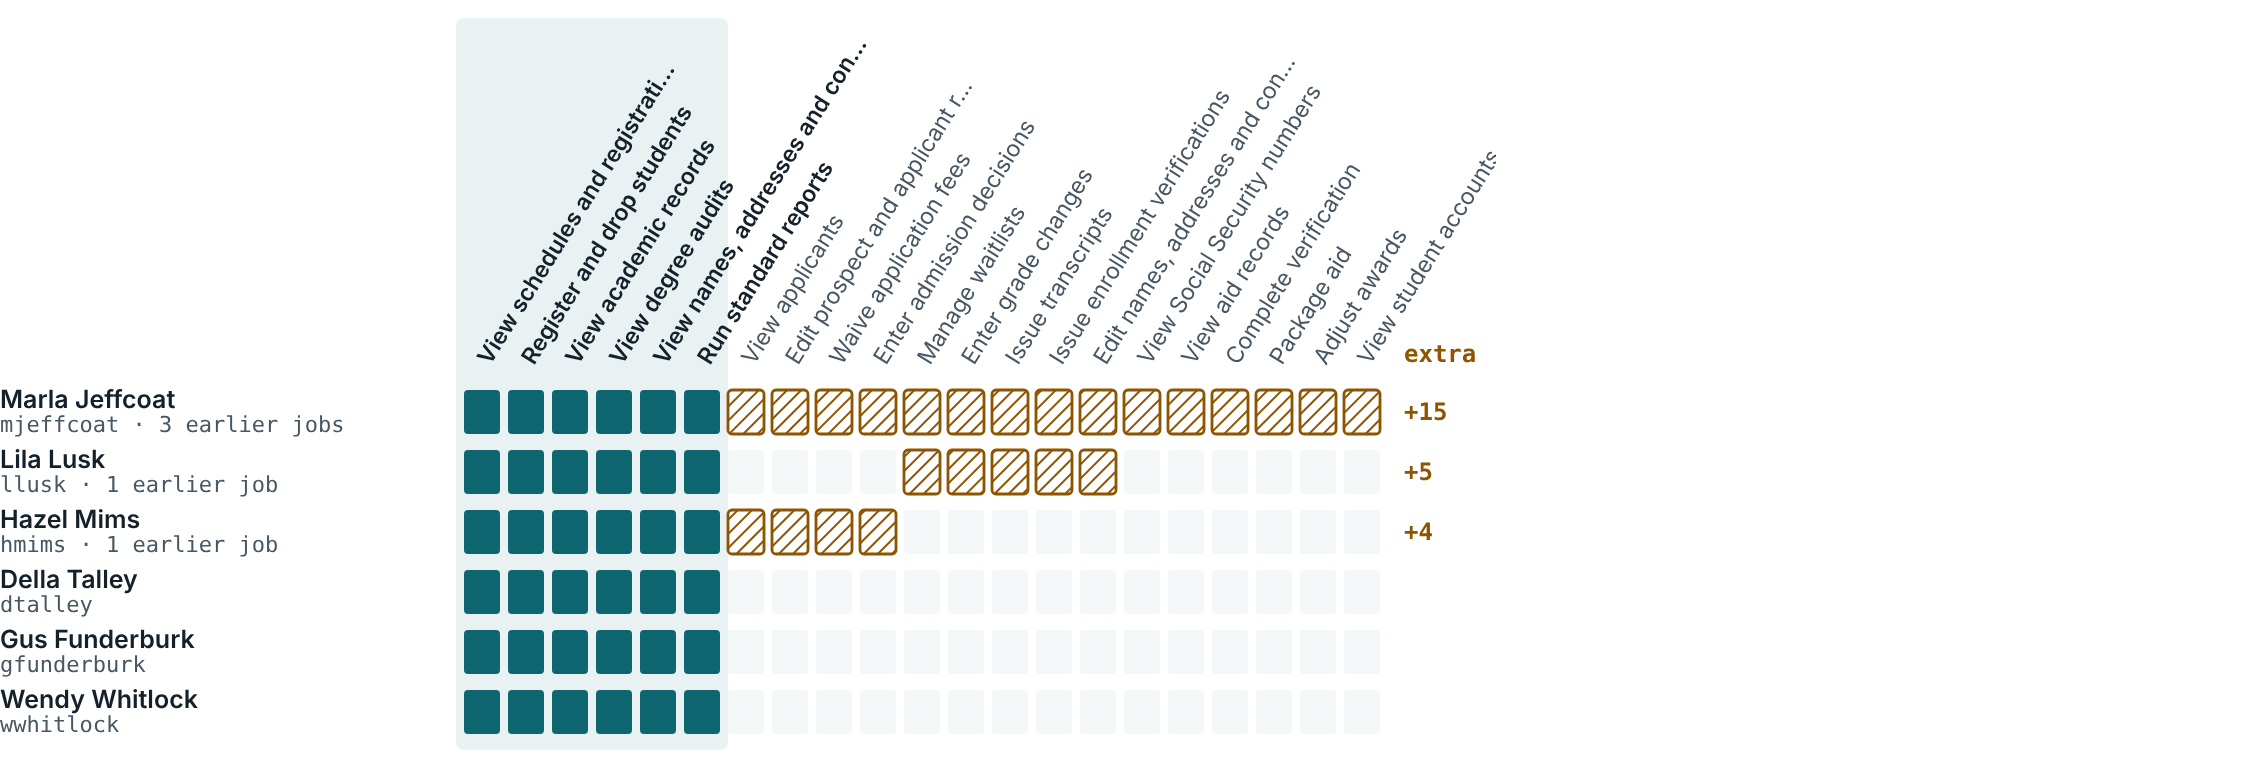 View schedules and registrati...
Register and drop students
View academic records
View degree audits
View names, addresses and con...
Run standard reports
View applicants
Edit prospect and applicant r...
Waive application fees
Enter admission decisions
Manage waitlists
Enter grade changes
Issue transcripts
Issue enrollment verifications
Edit names, addresses and con...
View Social Security numbers
View aid records
Complete verification
Package aid
Adjust awards
View student accounts
extra
Marla Jeffcoat
mjeffcoat · 3 earlier jobs
+15
Lila Lusk
llusk · 1 earlier job
+5
Hazel Mims
hmims · 1 earlier job
+4
Della Talley
dtalley
Gus Funderburk
gfunderburk
Wendy Whitlock
wwhitlock